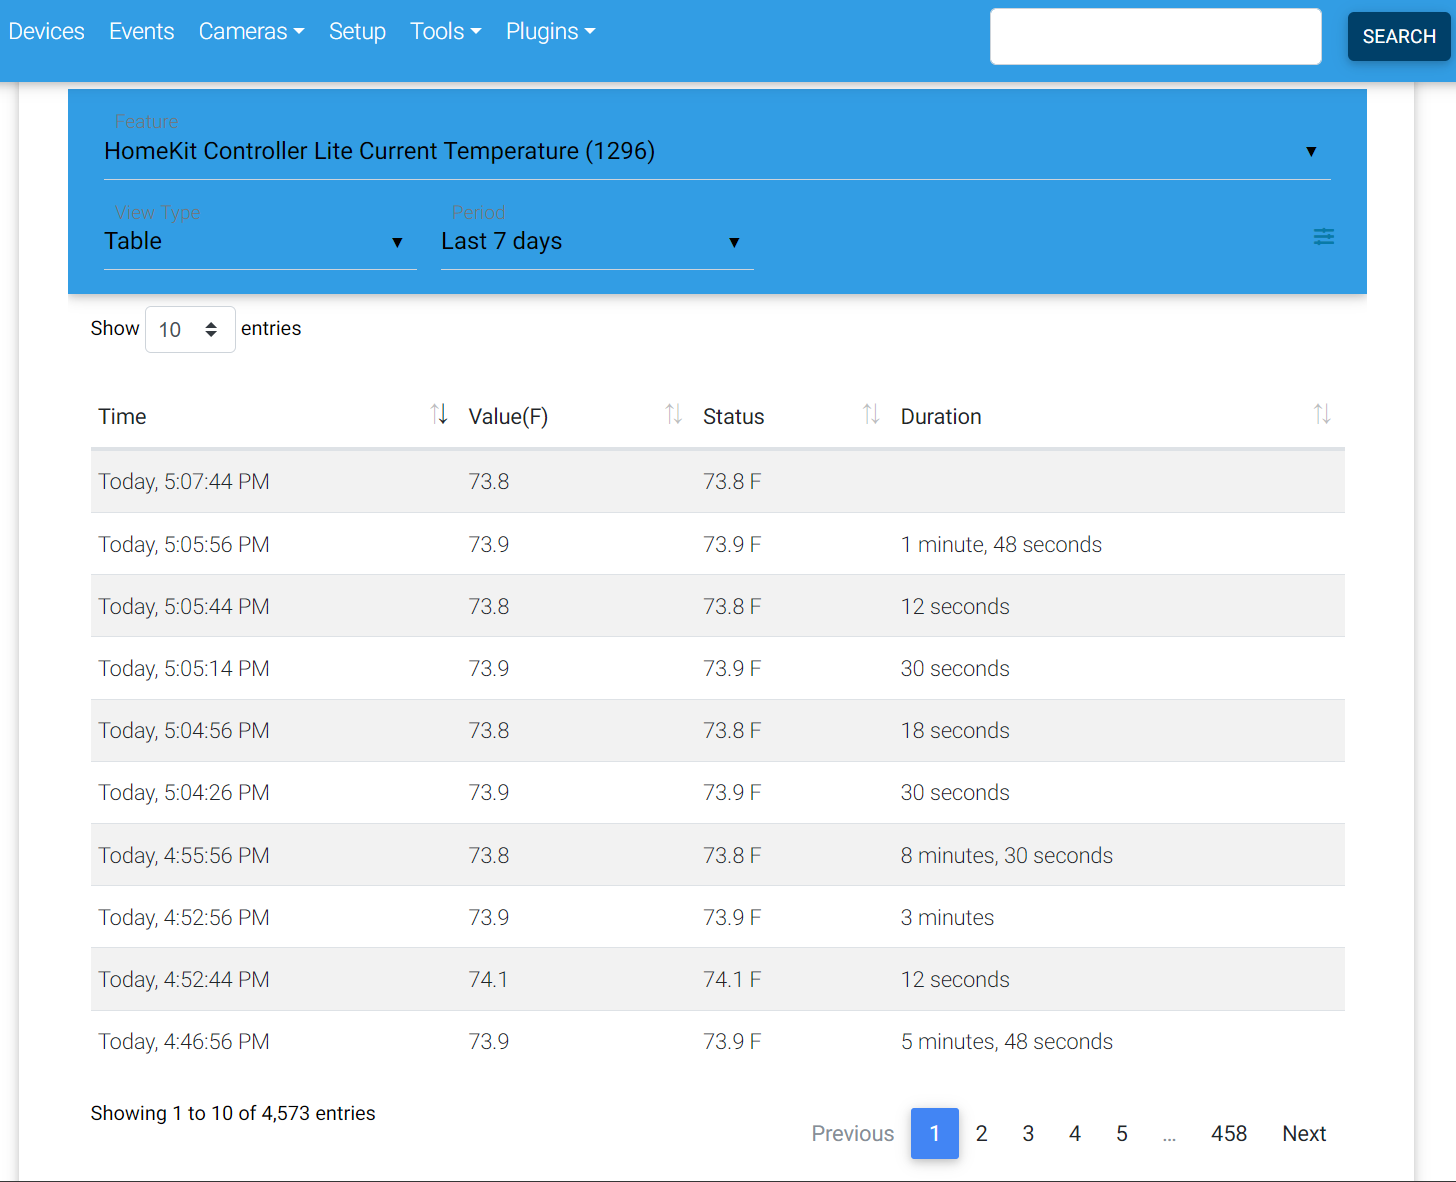 Devices Events Cameras Setup Tools Plugins SEARCH
Feature
HomeKit Controller Lite Current Temperature (1296)
View Type Period
Table Last 7 days
Show 10 entries
Time Value(F) Status Duration
Today, 5:07:44 PM 73.8 73.8 F
Today, 5:05:56 PM 73.9 73.9 F 1 minute, 48 seconds
Today, 5:05:44 PM 73.8 73.8 F 12 seconds
Today, 5:05:14 PM 73.9 73.9 F 30 seconds
Today, 5:04:56 PM 73.8 73.8 F 18 seconds
Today, 5:04:26 PM 73.9 73.9 F 30 seconds
Today, 4:55:56 PM 73.8 73.8 F 8 minutes, 30 seconds
Today, 4:52:56 PM 73.9 73.9 F 3 minutes
Today, 4:52:44 PM 74.1 74.1 F 12 seconds
Today, 4:46:56 PM 73.9 73.9 F 5 minutes, 48 seconds
Showing 1 to 10 of 4,573 entries
Previous 1 2 3 4 5 ... 458 Next